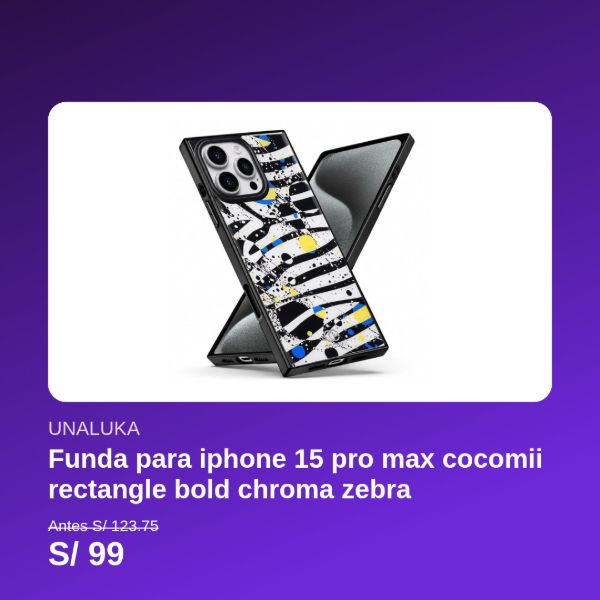 UNALUKA
Funda para iphone 15 pro max cocomii
rectangle bold chroma zebra
Antes S/ 123.75
S/ 99